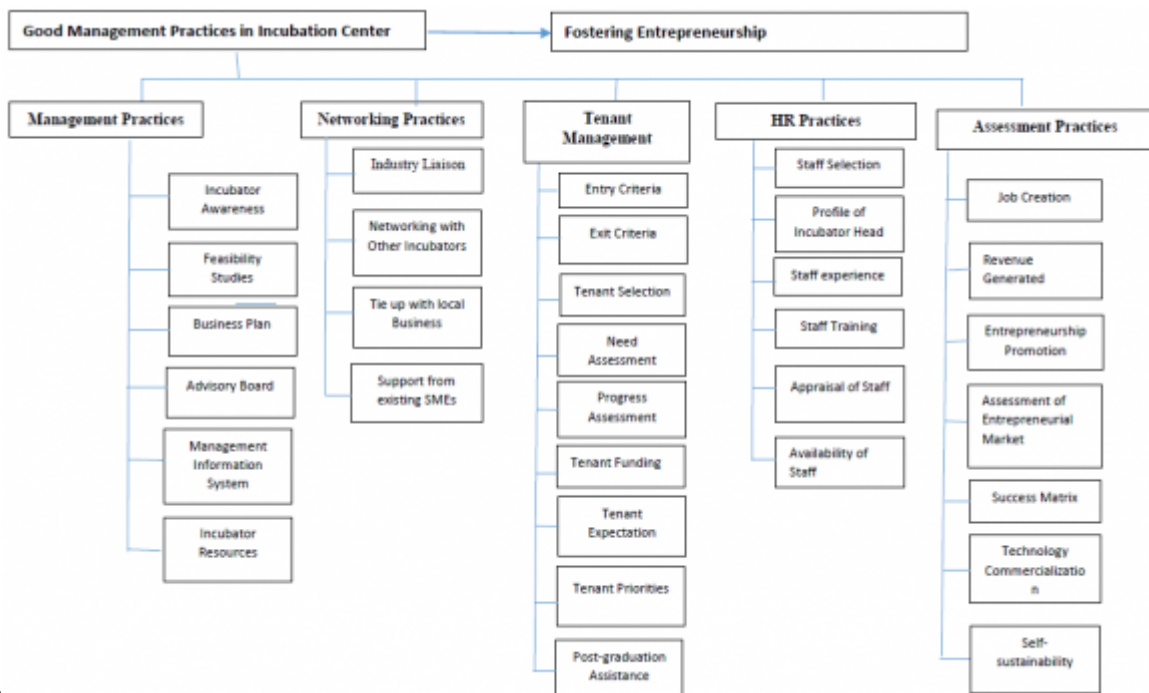 Good Management Practices in Incubation Center
Fostering Entrepreneurship
Management Practices
Incubator
Awareness
Feasibility
Studies
Business Plan
Advisory Board
Management
Information
System
Incubator
Resources
Networking Practices
Industry Liaison
Networking with
Other Incubators
Tie up with local
Business
Support from
existing SMEs
Tenant
Management
Entry Criteria
Exit Criteria
Tenant Selection
Need
Assessment
Progress
Assessment
Tenant Funding
Tenant
Expectation
Tenant Priorities
Post-graduation
Assistance
HR Practices
Staff Selection
Profile of
Incubator Head
Staff experience
Staff Training
Appraisal of Staff
Availability of
Staff
Assessment Practices
Job Creation
Revenue
Generated
Entrepreneurship
Promotion
Assessment of
Entrepreneurial
Market
Success Matrix
Technology
Commercializatio
n
Self-
sustainability